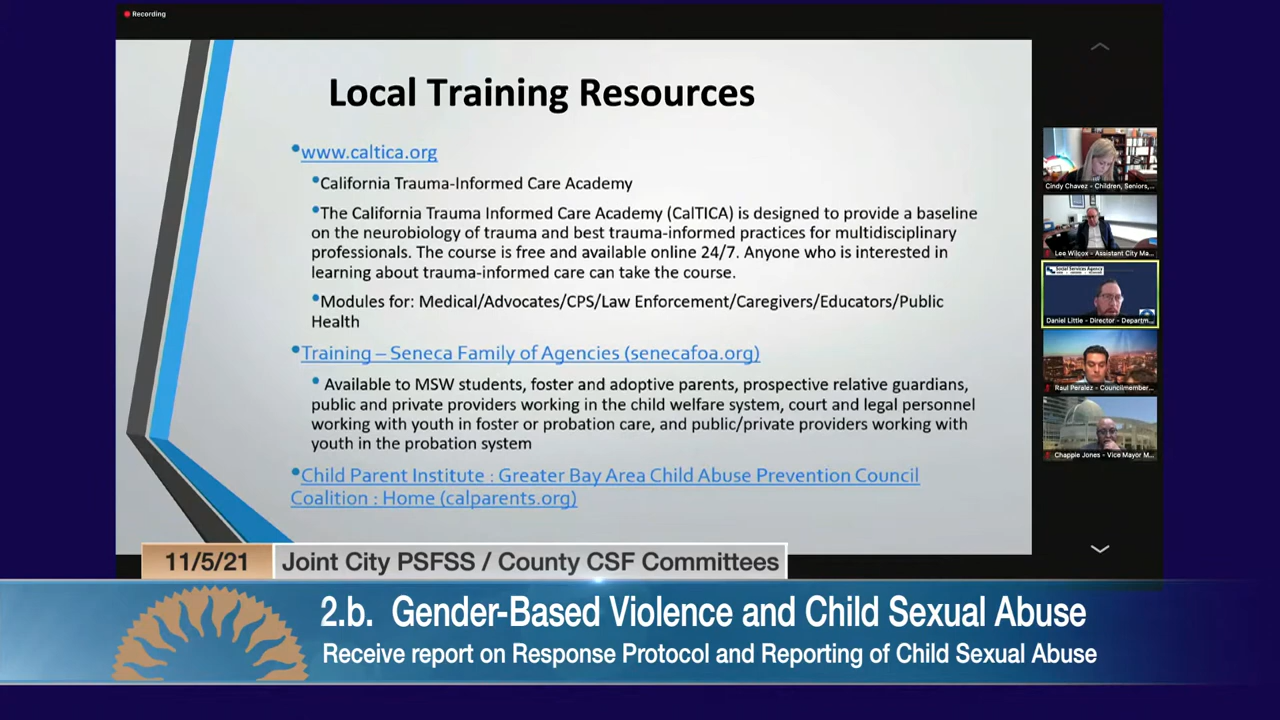 Recording
Local Training Resources
•www.caltica.org
•California Trauma-Informed Care Academy
•The California Trauma Informed Care Academy (CalTICA) is designed to provide a baseline
on the neurobiology of trauma and best trauma-informed practices for multidisciplinary
professionals. The course is free and available online 24/7. Anyone who is interested in
learning about trauma-informed care can take the course.
•Modules for: Medical/Advocates/CPS/Law Enforcement/Caregivers/Educators/Public
Health
•Training – Seneca Family of Agencies (senecafoa.org)
• Available to MSW students, foster and adoptive parents, prospective relative guardians,
public and private providers working in the child welfare system, court and legal personnel
working with youth in foster or probation care, and public/private providers working with
youth in the probation system
•Child Parent Institute : Greater Bay Area Child Abuse Prevention Council
Coalition : Home (calparents.org)
Cindy Chavez - Children, Seniors,...
Lee Wilcox - Assistant City Ma...
Social Services Agency
Daniel Little - Director - Departm...
Raul Peralez - Councilmember...
Chappie Jones - Vice Mayor M...
11/5/21 Joint City PSFSS / County CSF Committees
2.b. Gender-Based Violence and Child Sexual Abuse
Receive report on Response Protocol and Reporting of Child Sexual Abuse